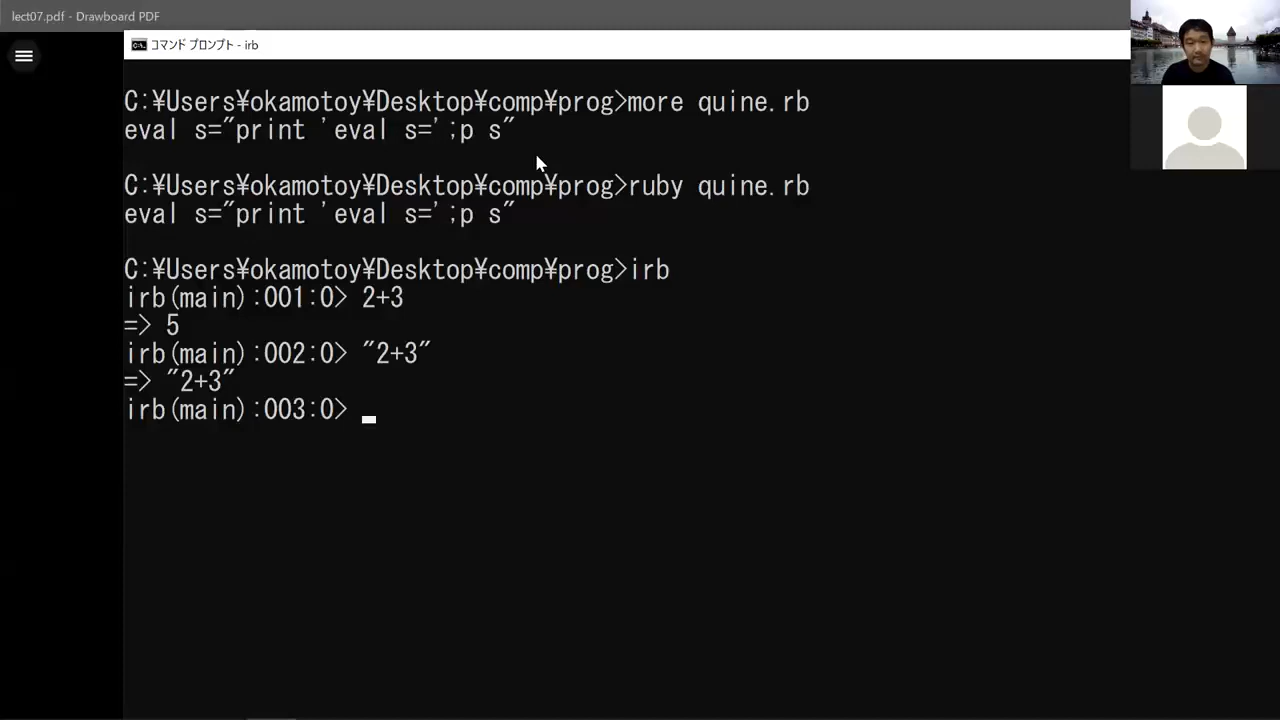 lect07.pdf - Drawboard PDF
コマンド プロンプト - irb
C:¥Users¥okamotoy¥Desktop¥comp¥prog>more quine.rb
eval s="print 'eval s=';p s"
C:¥Users¥okamotoy¥Desktop¥comp¥prog>ruby quine.rb
eval s="print 'eval s=';p s"
C:¥Users¥okamotoy¥Desktop¥comp¥prog>irb
irb(main):001:0> 2+3
=> 5
irb(main):002:0> "2+3"
=> "2+3"
irb(main):003:0>